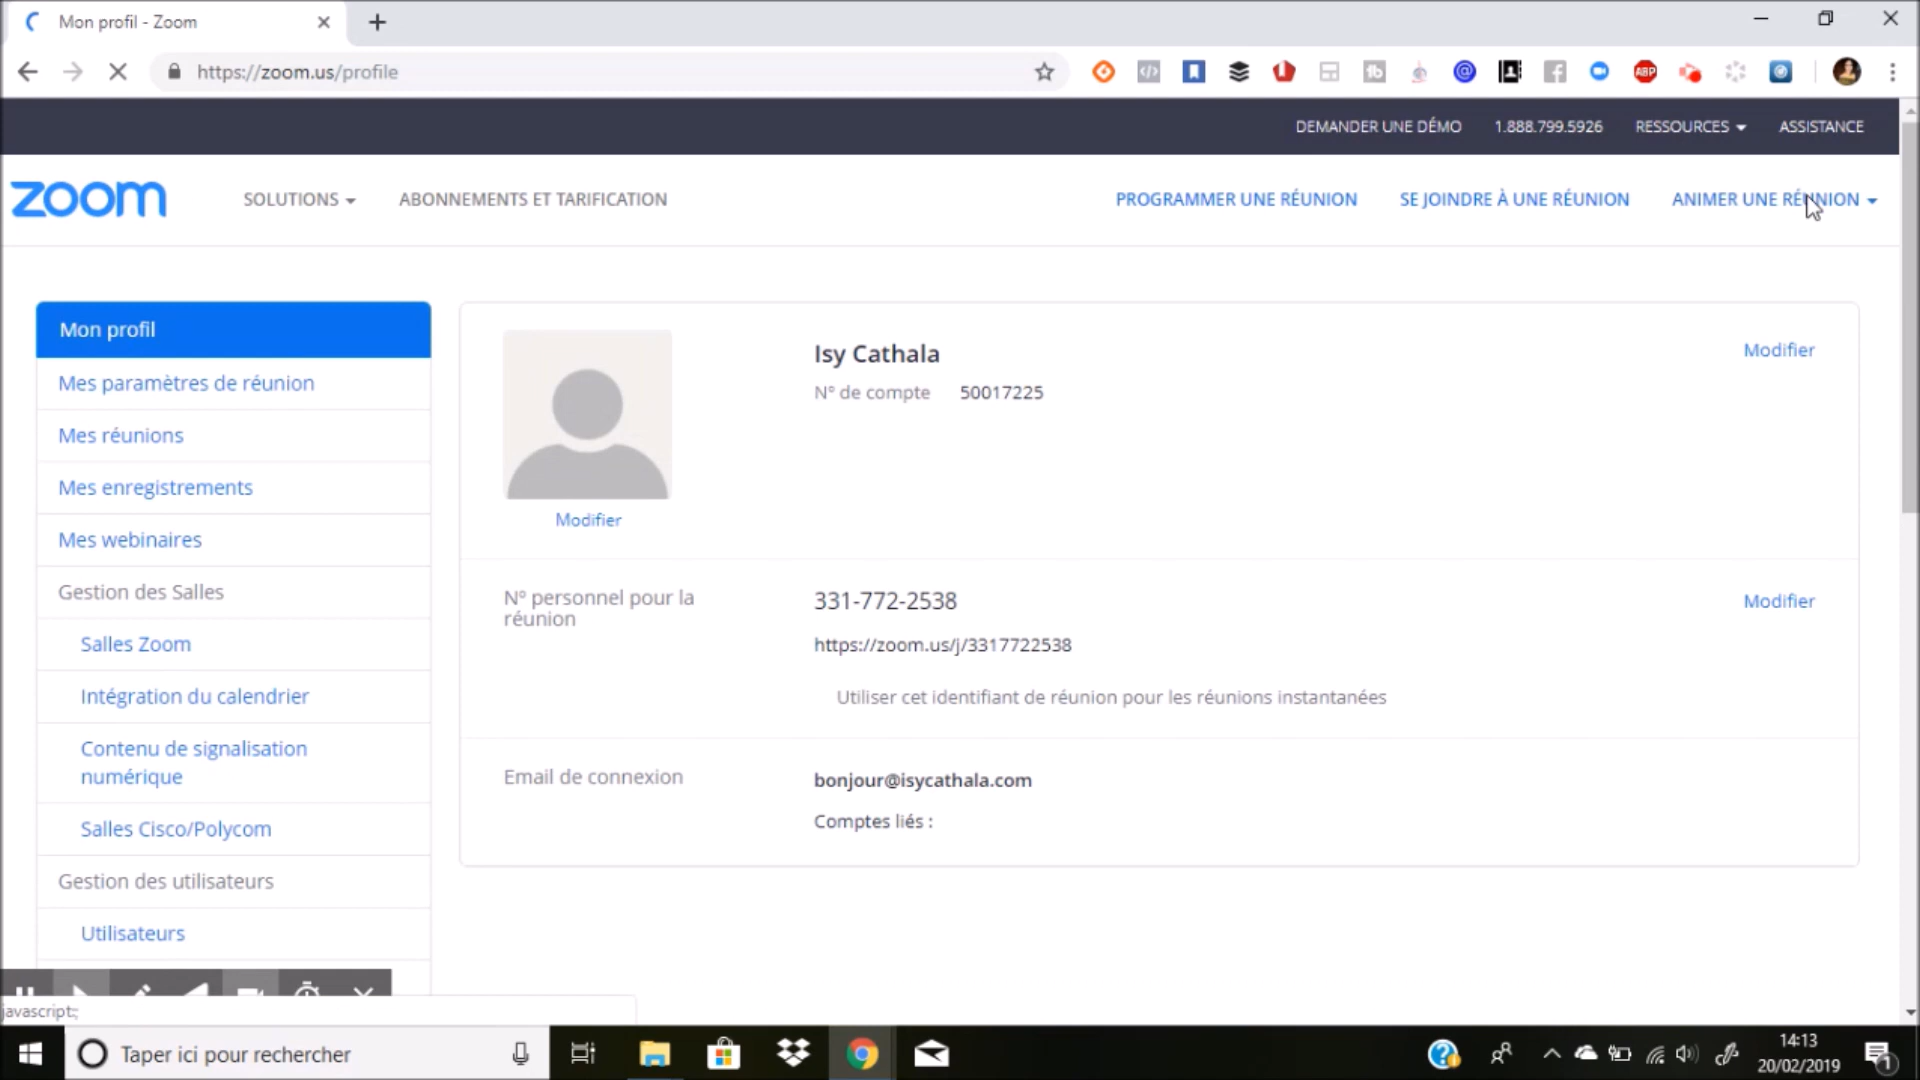 Mon profil - Zoom
https://zoom.us/profile
ABP
DEMANDER UNE DÉMO 1.888.799.5926 RESSOURCES ASSISTANCE
zoom SOLUTIONS ABONNEMENTS ET TARIFICATION PROGRAMMER UNE RÉUNION SE JOINDRE À UNE RÉUNION ANIMER UNE RÉUNION
Mon profil
Mes paramètres de réunion
Mes réunions
Mes enregistrements
Mes webinaires
Gestion des Salles
Salles Zoom
Intégration du calendrier
Contenu de signalisation
numérique
Salles Cisco/Polycom
Gestion des utilisateurs
Utilisateurs
Modifier
Isy Cathala
N° de compte 50017225
Modifier
N° personnel pour la
réunion
331-772-2538
Modifier
https://zoom.us/j/3317722538
Utiliser cet identifiant de réunion pour les réunions instantanées
Email de connexion
bonjour@isycathala.com
Comptes liés :
javascript:;
Taper ici pour rechercher
14:13
20/02/2019
1